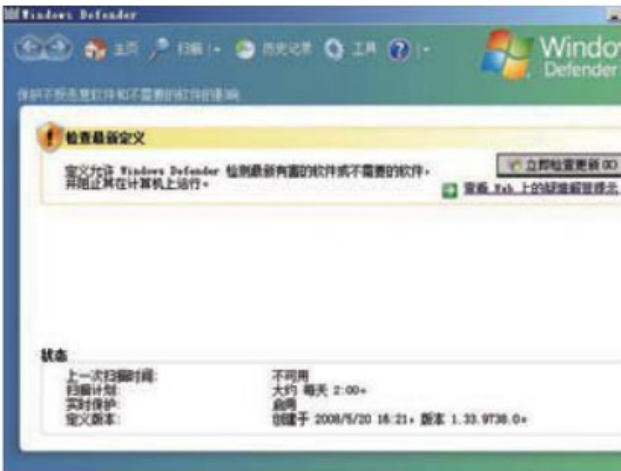 Windows Defender
主页 扫描 历史记录 工具
Windo
Defender
保护不受恶意软件和不需要的软件的影响
检查最新定义
定义允许 Windows Defender 检测最新有害的软件或不需要的软件，
并阻止其在计算机上运行。
立即检查更新(C)
查看 Web 上的疑难解答提示
状态
上一次扫描时间: 不可用
扫描计划: 大约 每天 2:00。
实时保护: 启用
定义版本: 创建于 2008/5/20 16:21。版本 1.33.9738.0。